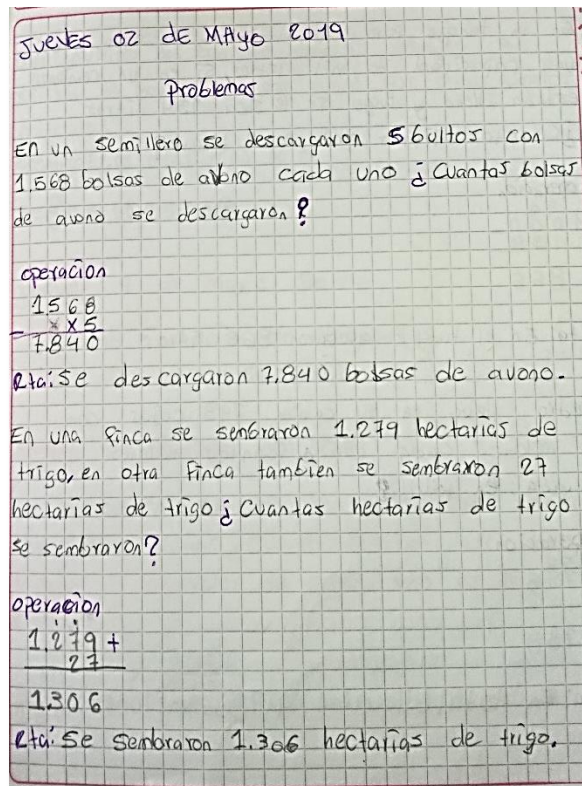 Jueves 02 de Mayo 2019
Problemas
En un semillero se descargaron 5 bultos con
1.568 bolsas de abono cada uno ¿Cuantas bolsas
de avono se descargaron?
operacion
1568
x5
7.840
Rta: Se descargaron 7.840 bolsas de avono.
En una finca se senbraron 1.279 hectarias de
trigo, en otra finca tambien se sembraron 27
hectarias de trigo ¿Cuantas hectarias de trigo
se sembraron?
operacion
1.279 +
27
1.306
Rta: Se sembraron 1.306 hectarias de trigo.